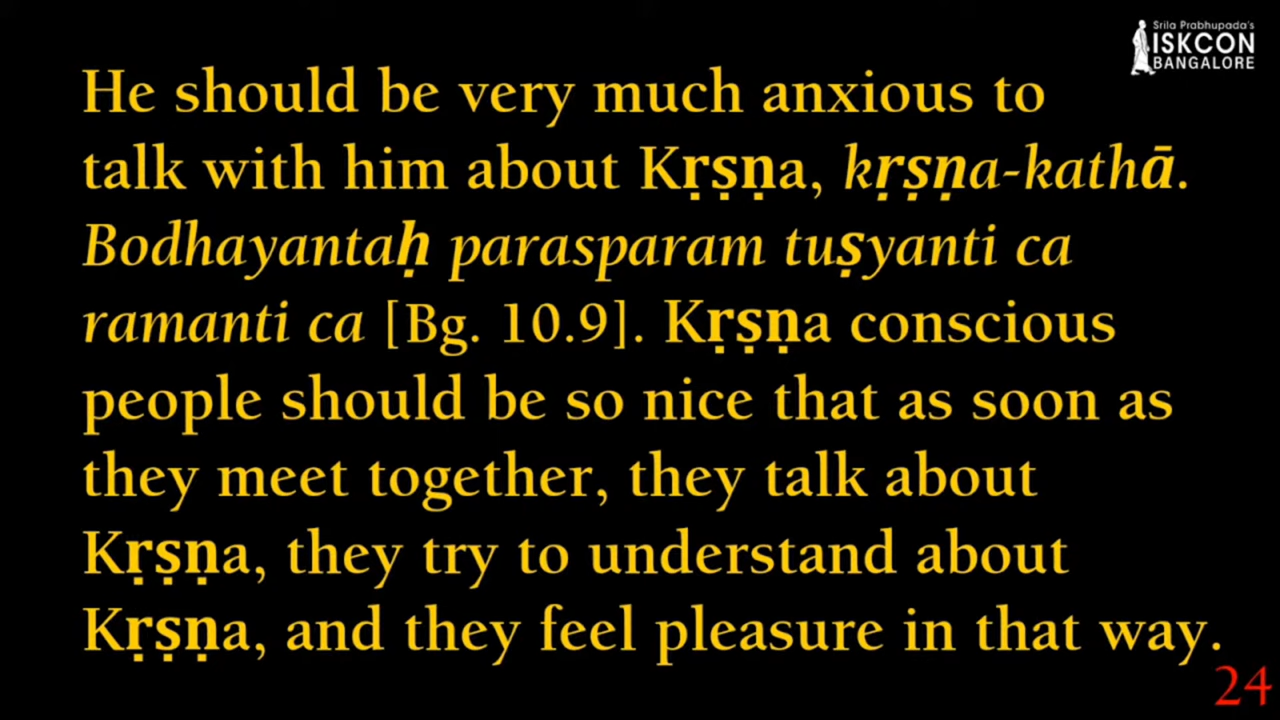 Srila Prabhupada's
ISKCON
BANGALORE
He should be very much anxious to
talk with him about Kṛṣṇa, kṛṣṇa-kathā.
Bodhayantaḥ parasparam tuṣyanti ca
ramanti ca [Bg. 10.9]. Kṛṣṇa conscious
people should be so nice that as soon as
they meet together, they talk about
Kṛṣṇa, they try to understand about
Kṛṣṇa, and they feel pleasure in that way.
24